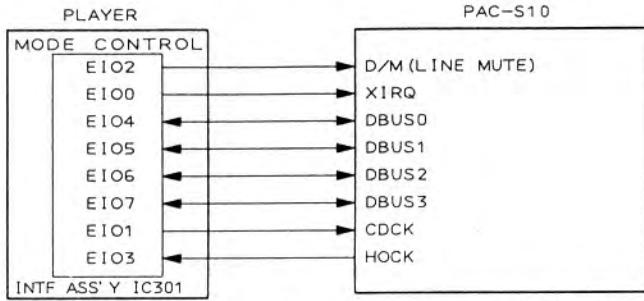 PLAYER
PAC-S10
MODE CONTROL
EIO2 D/M(LINE MUTE)
EIO0 XIRQ
EIO4 DBUS0
EIO5 DBUS1
EIO6 DBUS2
EIO7 DBUS3
EIO1 CDCK
EIO3 HOCK
INTF ASS'Y IC301